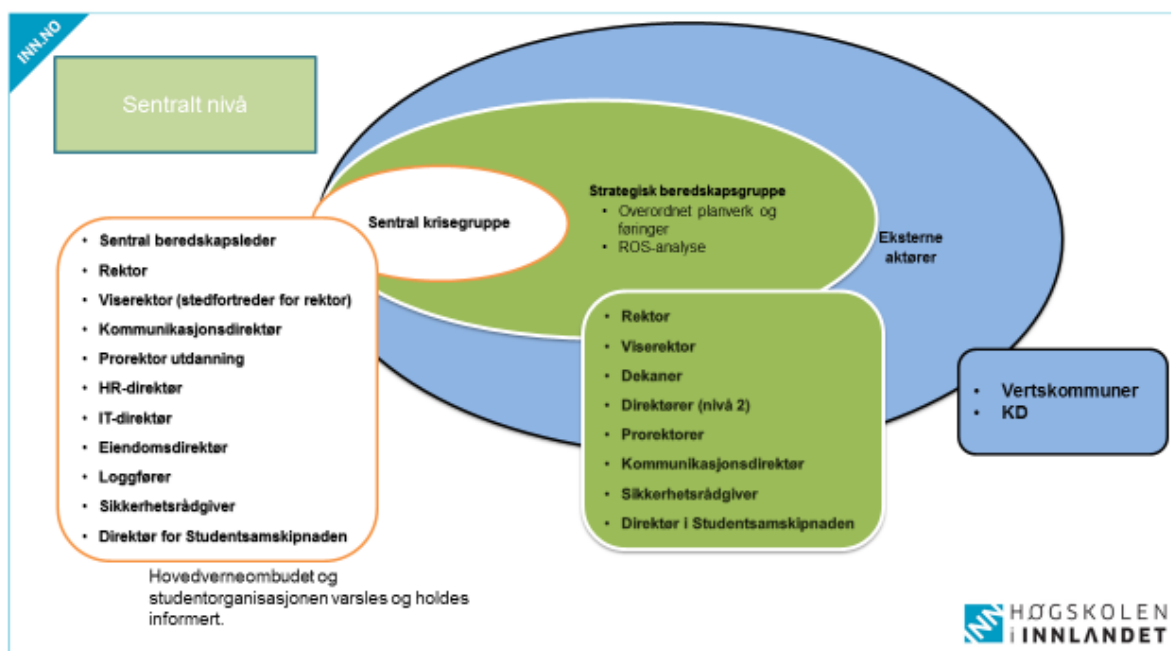 INN.NO
Sentralt nivå
Sentral krisegruppe
Strategisk beredskapsgruppe
• Overordnet planverk og
føringer
• ROS-analyse
Eksterne
aktører
• Sentral beredskapsleder
• Rektor
• Viserektor (stedfortreder for rektor)
• Kommunikasjonsdirektør
• Prorektor utdanning
• HR-direktør
• IT-direktør
• Eiendomsdirektør
• Loggfører
• Sikkerhetsrådgiver
• Direktør for Studentsamskipnaden
• Rektor
• Viserektor
• Dekaner
• Direktører (nivå 2)
• Prorektorer
• Kommunikasjonsdirektør
• Sikkerhetsrådgiver
• Direktør i Studentsamskipnaden
• Vertskommuner
• KD
Hovedverneombudet og
studentorganisasjonen varsles og holdes
informert.
INN
HØGSKOLEN
i INNLANDET